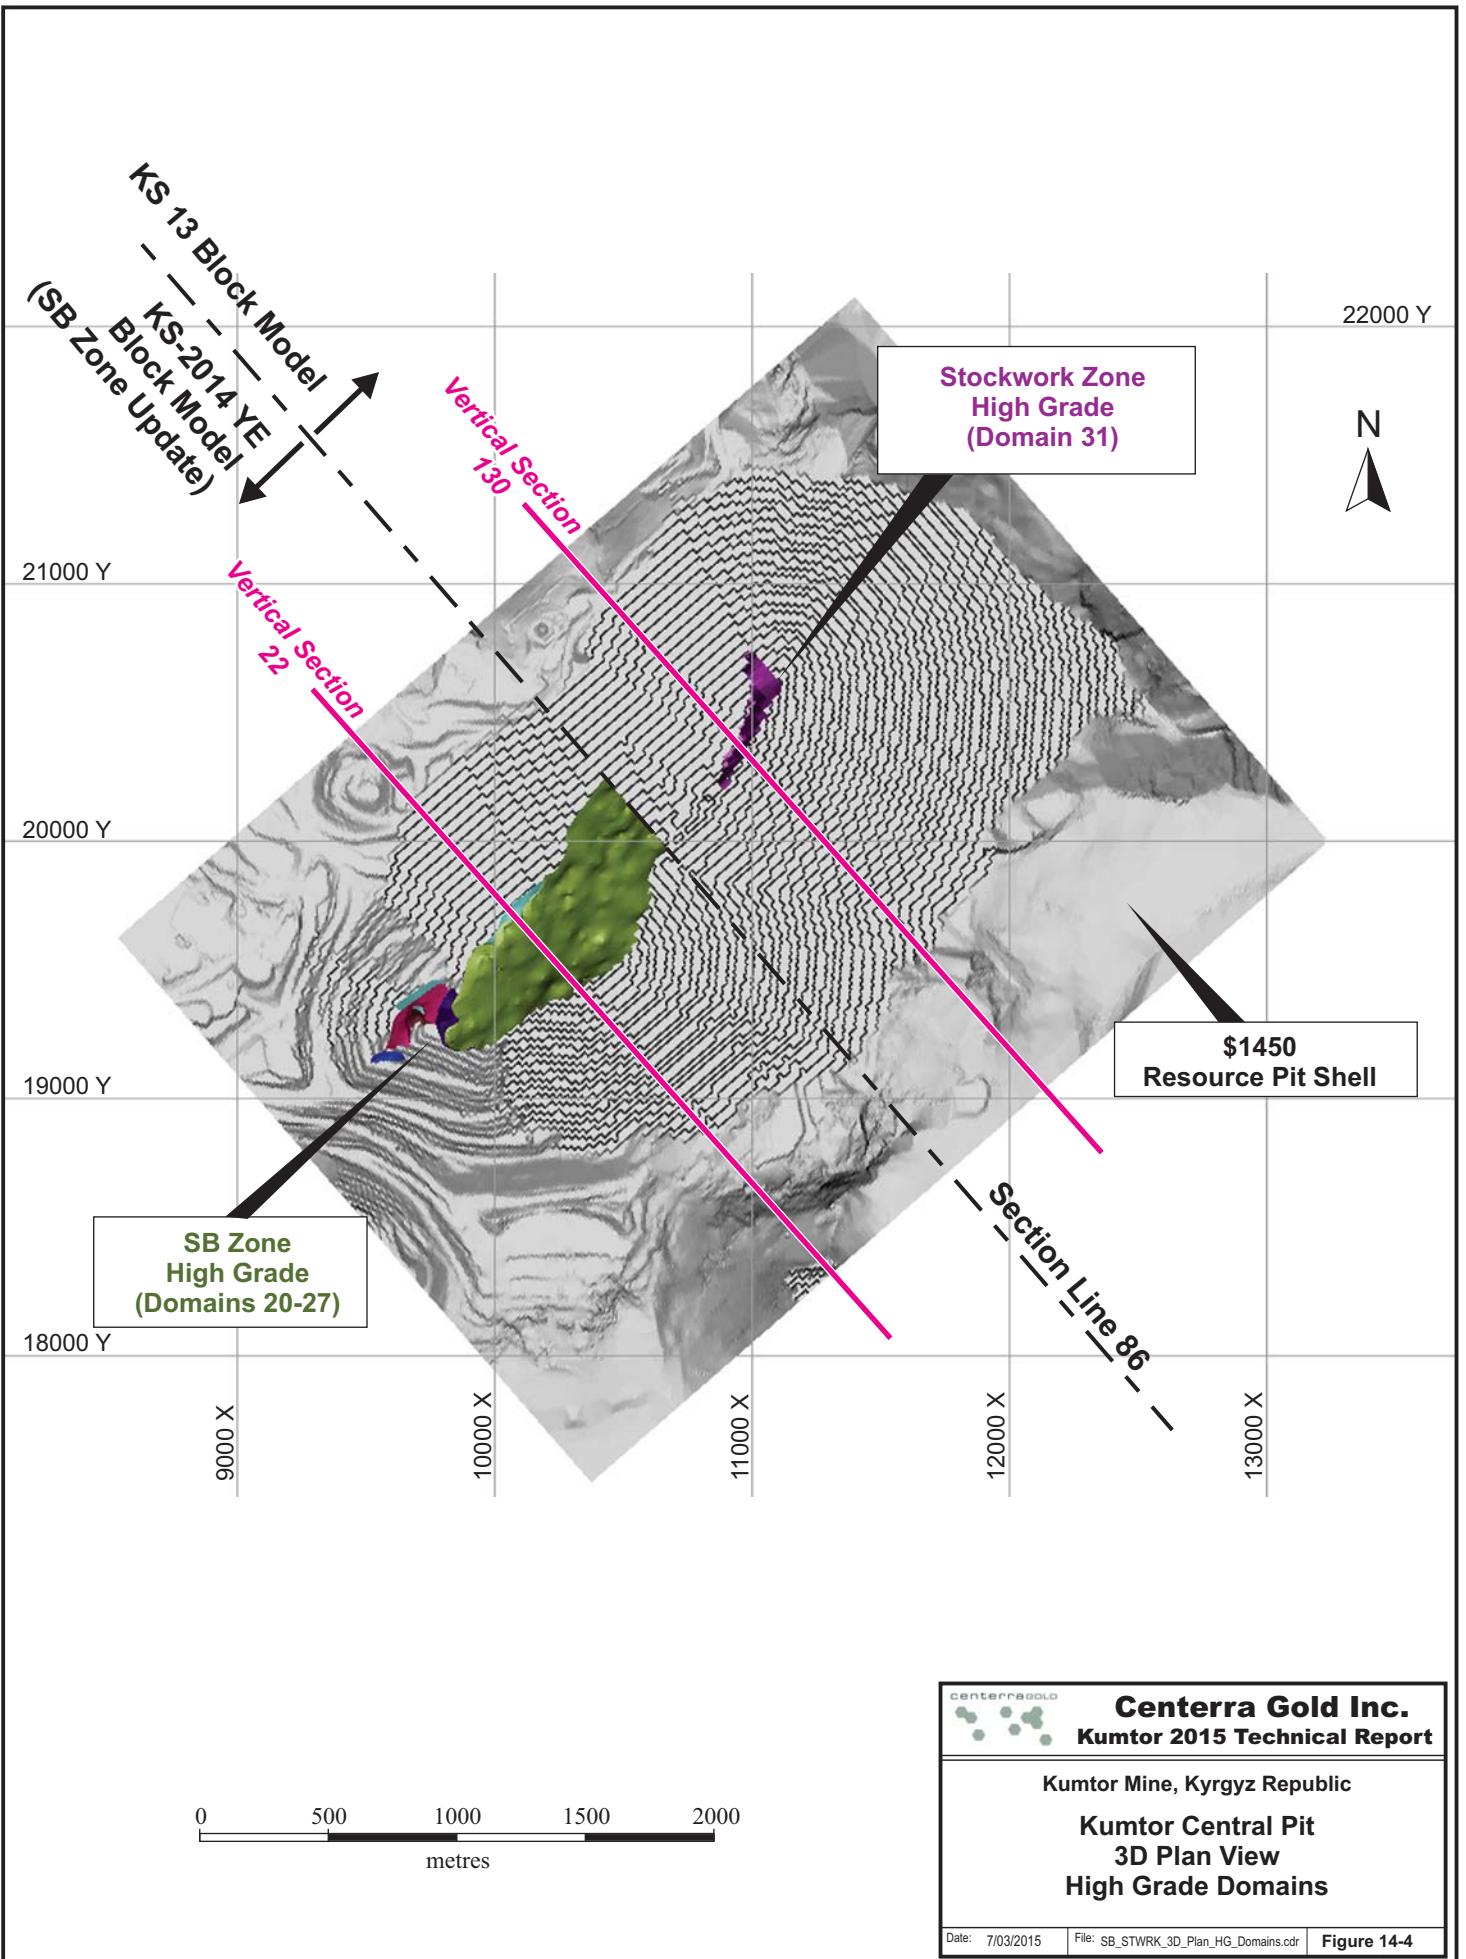 KS 13 Block Model
KS-2014 YE
Block Model
(SB Zone Update)
22000 Y
Vertical Section
130
Stockwork Zone
High Grade
(Domain 31)
N
21000 Y
Vertical Section
22
20000 Y
$1450
Resource Pit Shell
19000 Y
Section Line 86
SB Zone
High Grade
(Domains 20-27)
18000 Y
9000 X
10000 X
11000 X
12000 X
13000 X
0 500 1000 1500 2000
metres
centerraGOLD
Centerra Gold Inc.
Kumtor 2015 Technical Report
Kumtor Mine, Kyrgyz Republic
Kumtor Central Pit
3D Plan View
High Grade Domains
Date: 7/03/2015 File: SB_STWRK_3D_Plan_HG_Domains.cdr Figure 14-4